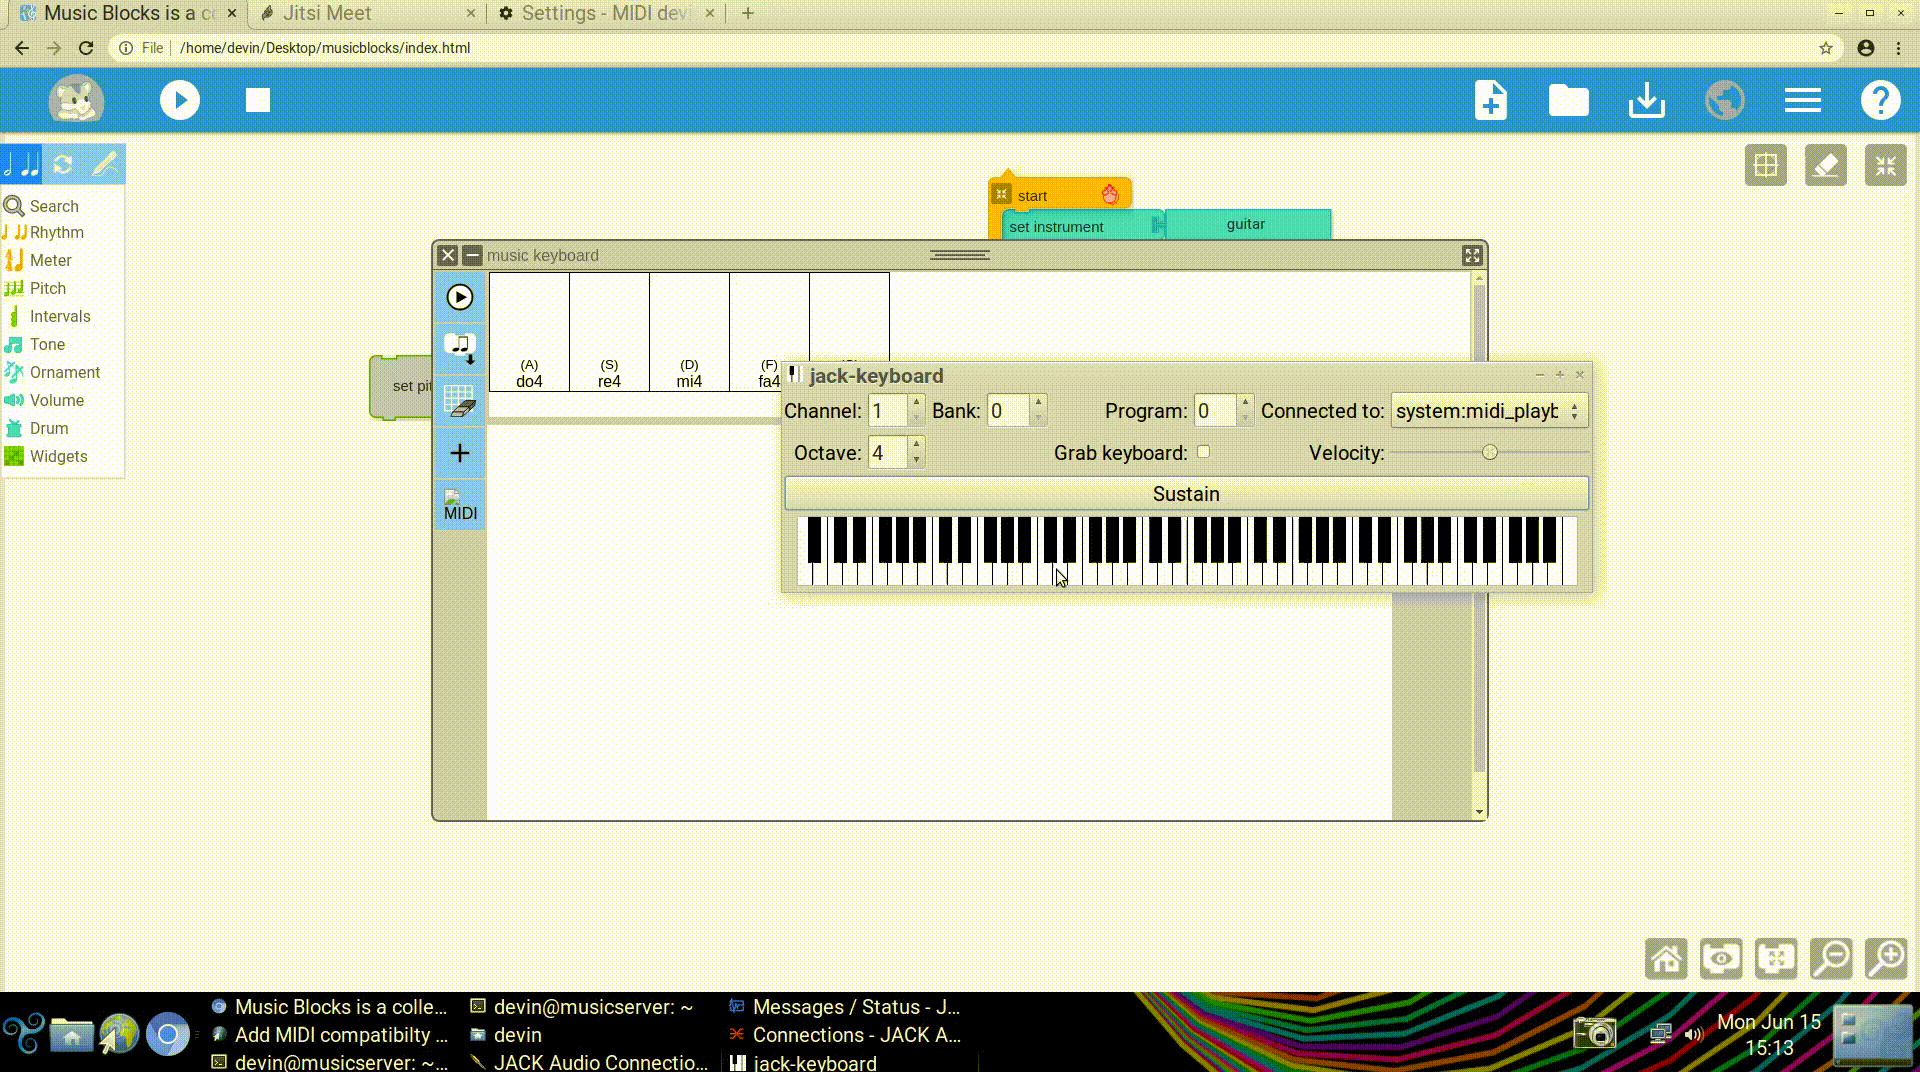 Music Blocks is a co
Jitsi Meet
Settings - MIDI devi
File
/home/devin/Desktop/musicblocks/index.html
start
set instrument
guitar
Search
Rhythm
Meter
Pitch
Intervals
Tone
Ornament
Volume
Drum
Widgets
set pit
music keyboard
(A)
(S)
(D)
(F)
do4
re4
mi4
fa4
MIDI
jack-keyboard
Channel: 1 Bank: 0 Program: 0 Connected to: system:midi_playb
Octave: 4 Grab keyboard: Velocity:
Sustain
Music Blocks is a colle...
devin@musicserver: ~
Messages / Status - J...
Add MIDI compatibilty ...
devin
Connections - JACK A...
devin@musicserver: ~...
JACK Audio Connectio...
jack-keyboard
Mon Jun 15
15:13